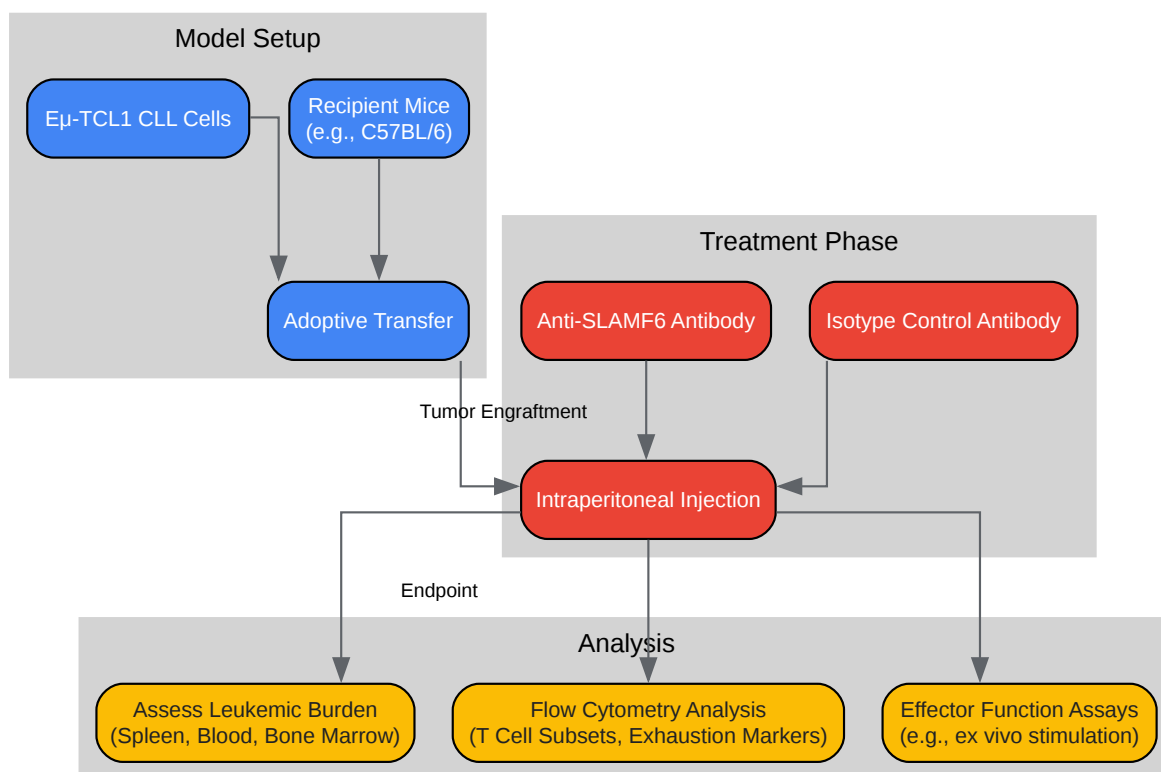 Model Setup
Eμ-TCL1 CLL Cells
Recipient Mice
(e.g., C57BL/6)
Adoptive Transfer
Treatment Phase
Anti-SLAMF6 Antibody
Isotype Control Antibody
Tumor Engraftment
Intraperitoneal Injection
Endpoint
Analysis
Assess Leukemic Burden
(Spleen, Blood, Bone Marrow)
Flow Cytometry Analysis
(T Cell Subsets, Exhaustion Markers)
Effector Function Assays
(e.g., ex vivo stimulation)